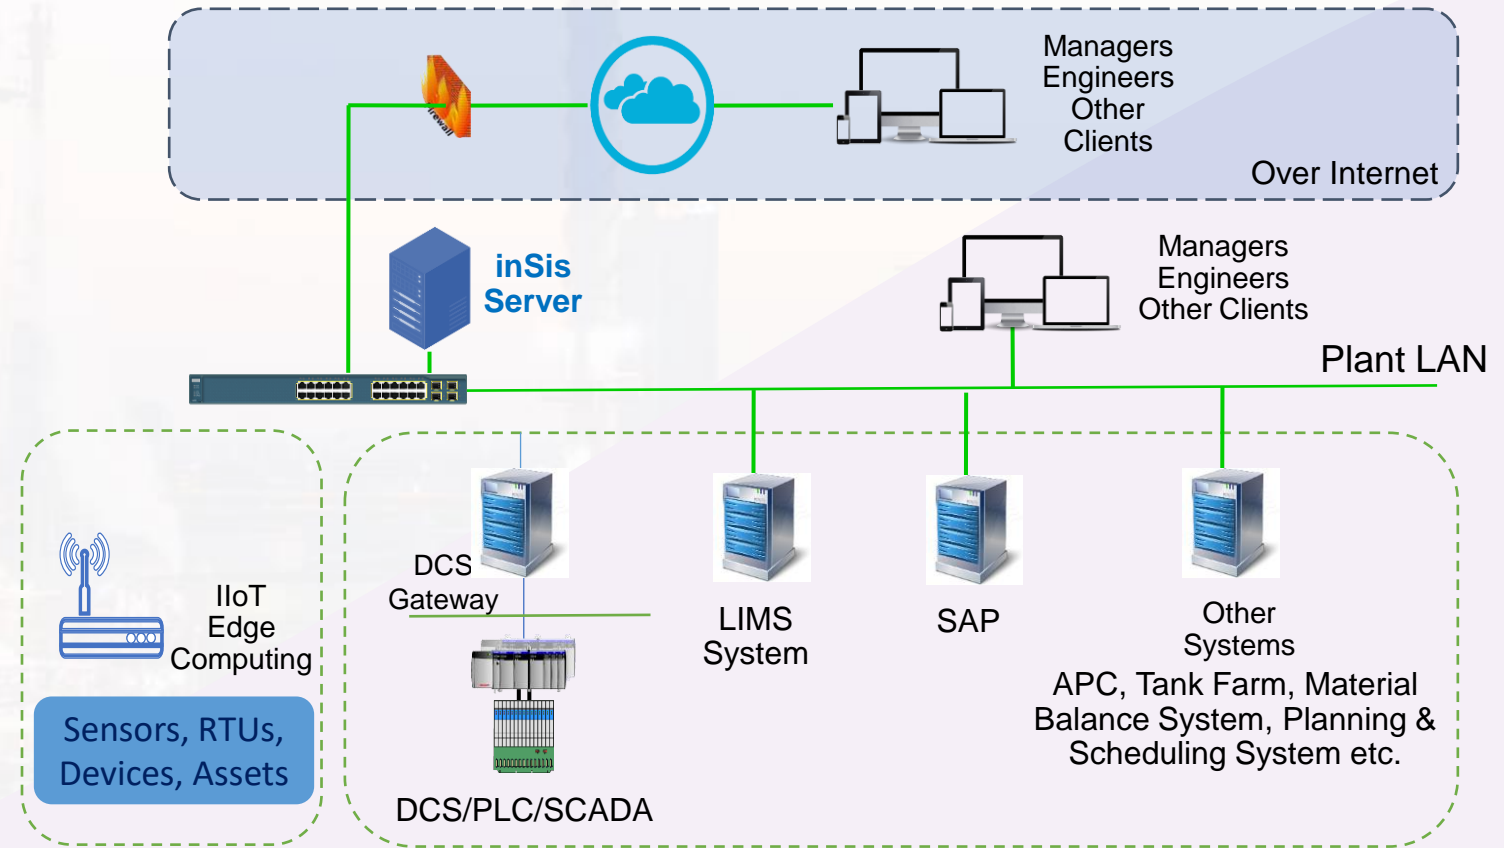 Managers
Engineers
Other
Clients
Over Internet
Firewall
inSis
Server
Managers
Engineers
Other Clients
Plant LAN
IIoT
Edge
Computing
Sensors, RTUs,
Devices, Assets
DCS
Gateway
DCS/PLC/SCADA
LIMS
System
SAP
Other
Systems
APC, Tank Farm, Material
Balance System, Planning &
Scheduling System etc.